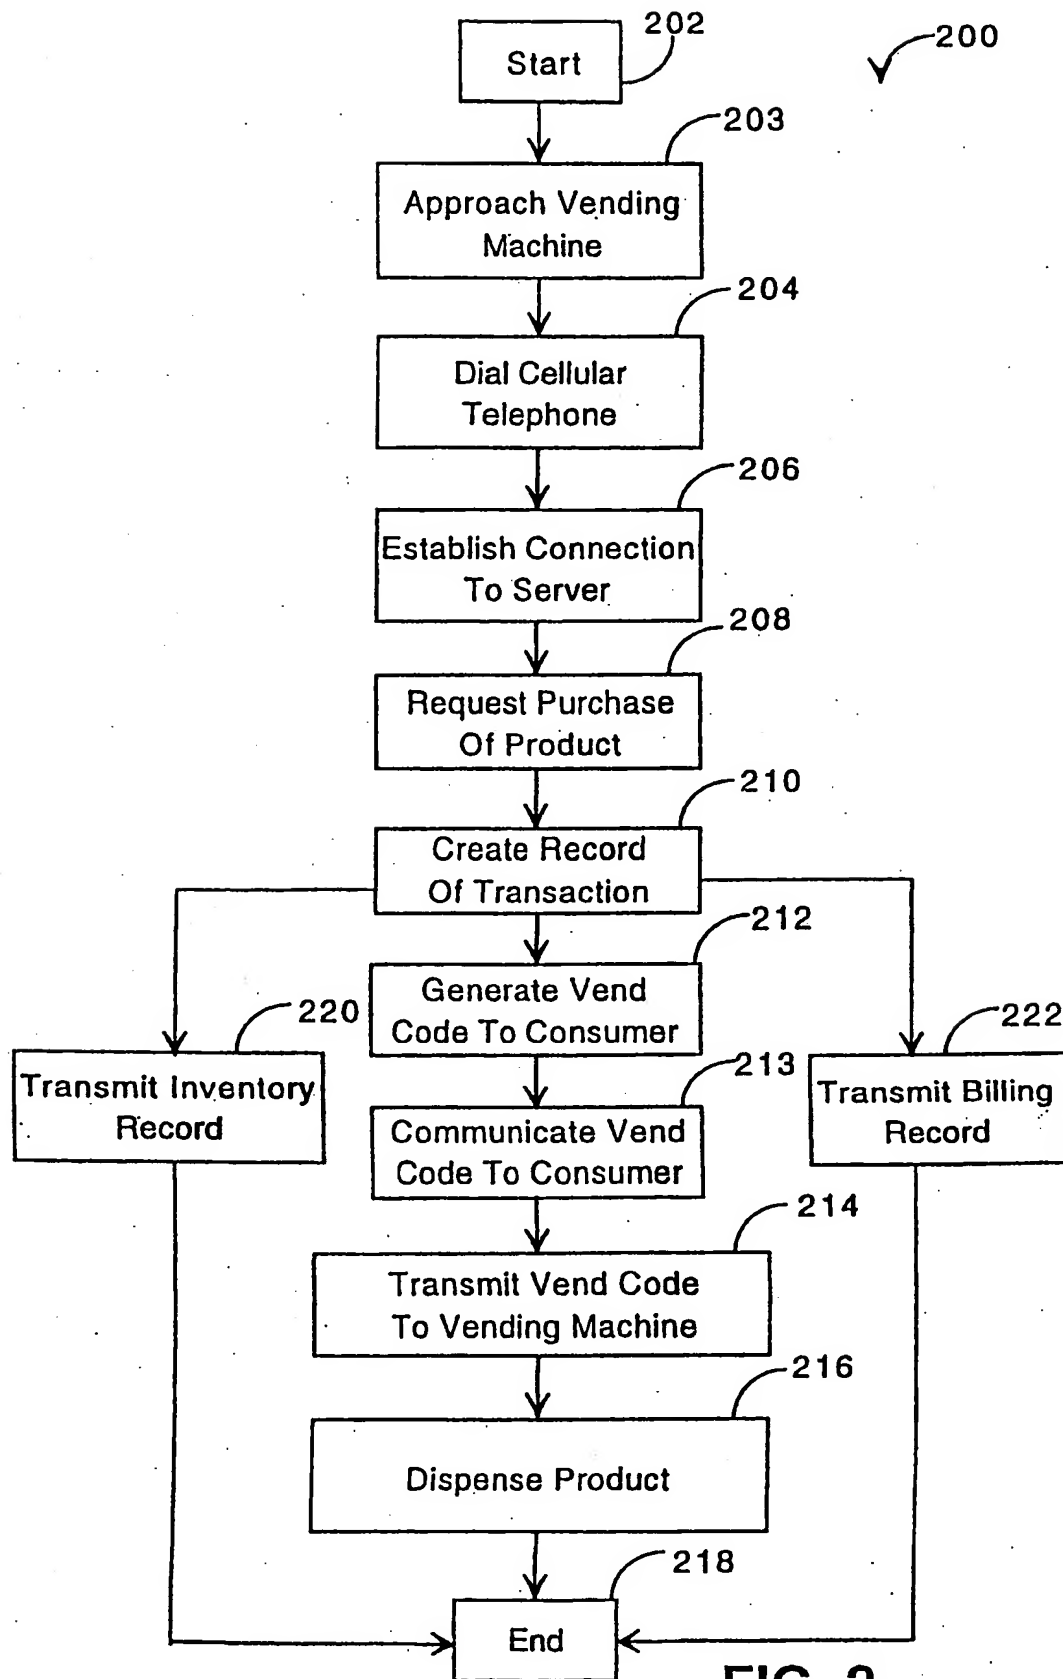 202
200
Start
203
Approach Vending
Machine
204
Dial Cellular
Telephone
206
Establish Connection
To Server
208
Request Purchase
Of Product
210
Create Record
Of Transaction
212
Generate Vend
Code To Consumer
220
222
Transmit Inventory
Record
213
Transmit Billing
Record
Communicate Vend
Code To Consumer
214
Transmit Vend Code
To Vending Machine
216
Dispense Product
218
End
FIG. 2